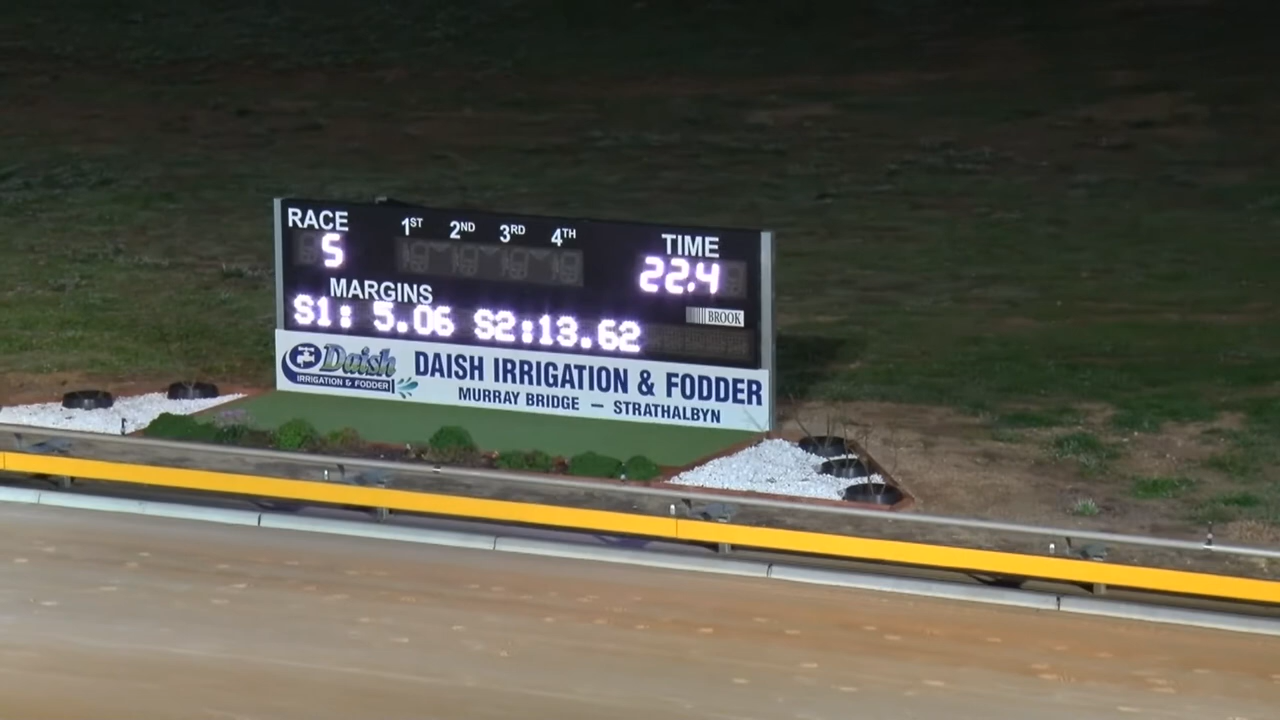 RACE 1ST 2ND 3RD 4TH TIME
5 22.4
MARGINS
BROOK
S1: 5.06 S2:13.62
Daish
IRRIGATION & FODDER
DAISH IRRIGATION & FODDER
MURRAY BRIDGE – STRATHALBYN